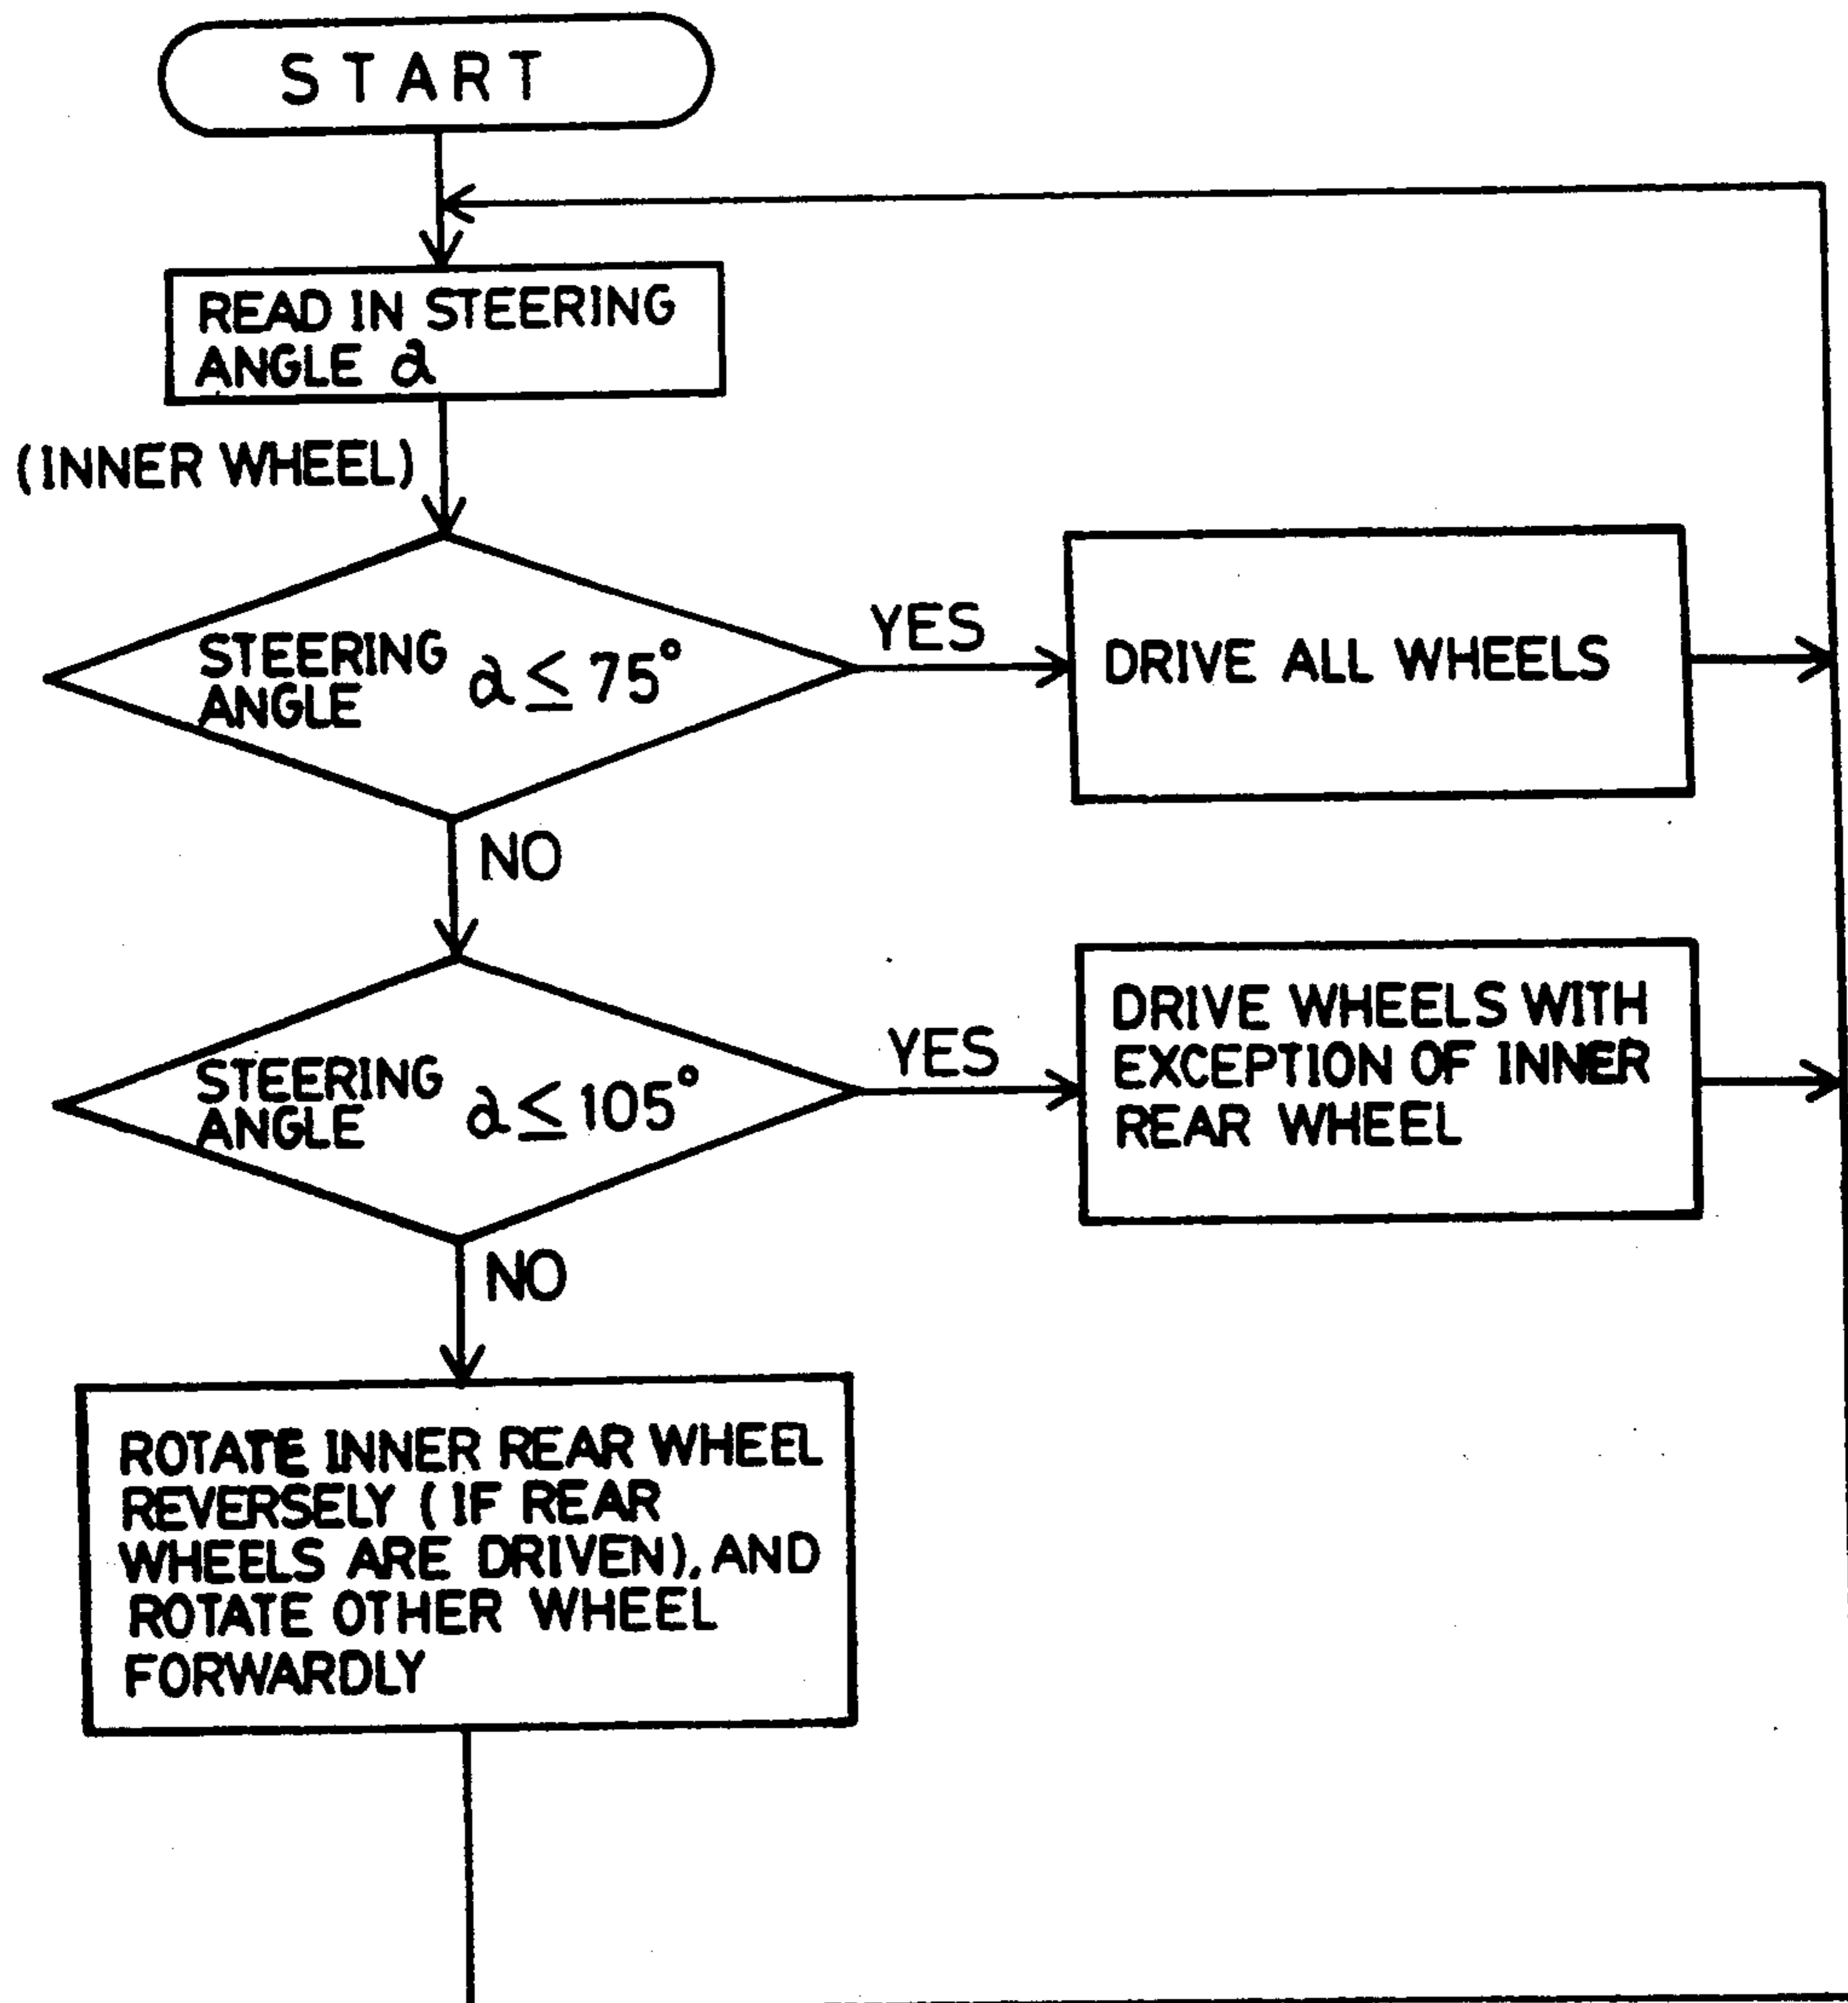 START
READ IN STEERING
ANGLE a
(INNER WHEEL)
STEERING
ANGLE a ≤ 75°
YES
DRIVE ALL WHEELS
NO
STEERING
ANGLE a ≤ 105°
YES
DRIVE WHEELS WITH
EXCEPTION OF INNER
REAR WHEEL
NO
ROTATE INNER REAR WHEEL
REVERSELY (IF REAR
WHEELS ARE DRIVEN), AND
ROTATE OTHER WHEEL
FORWARDLY